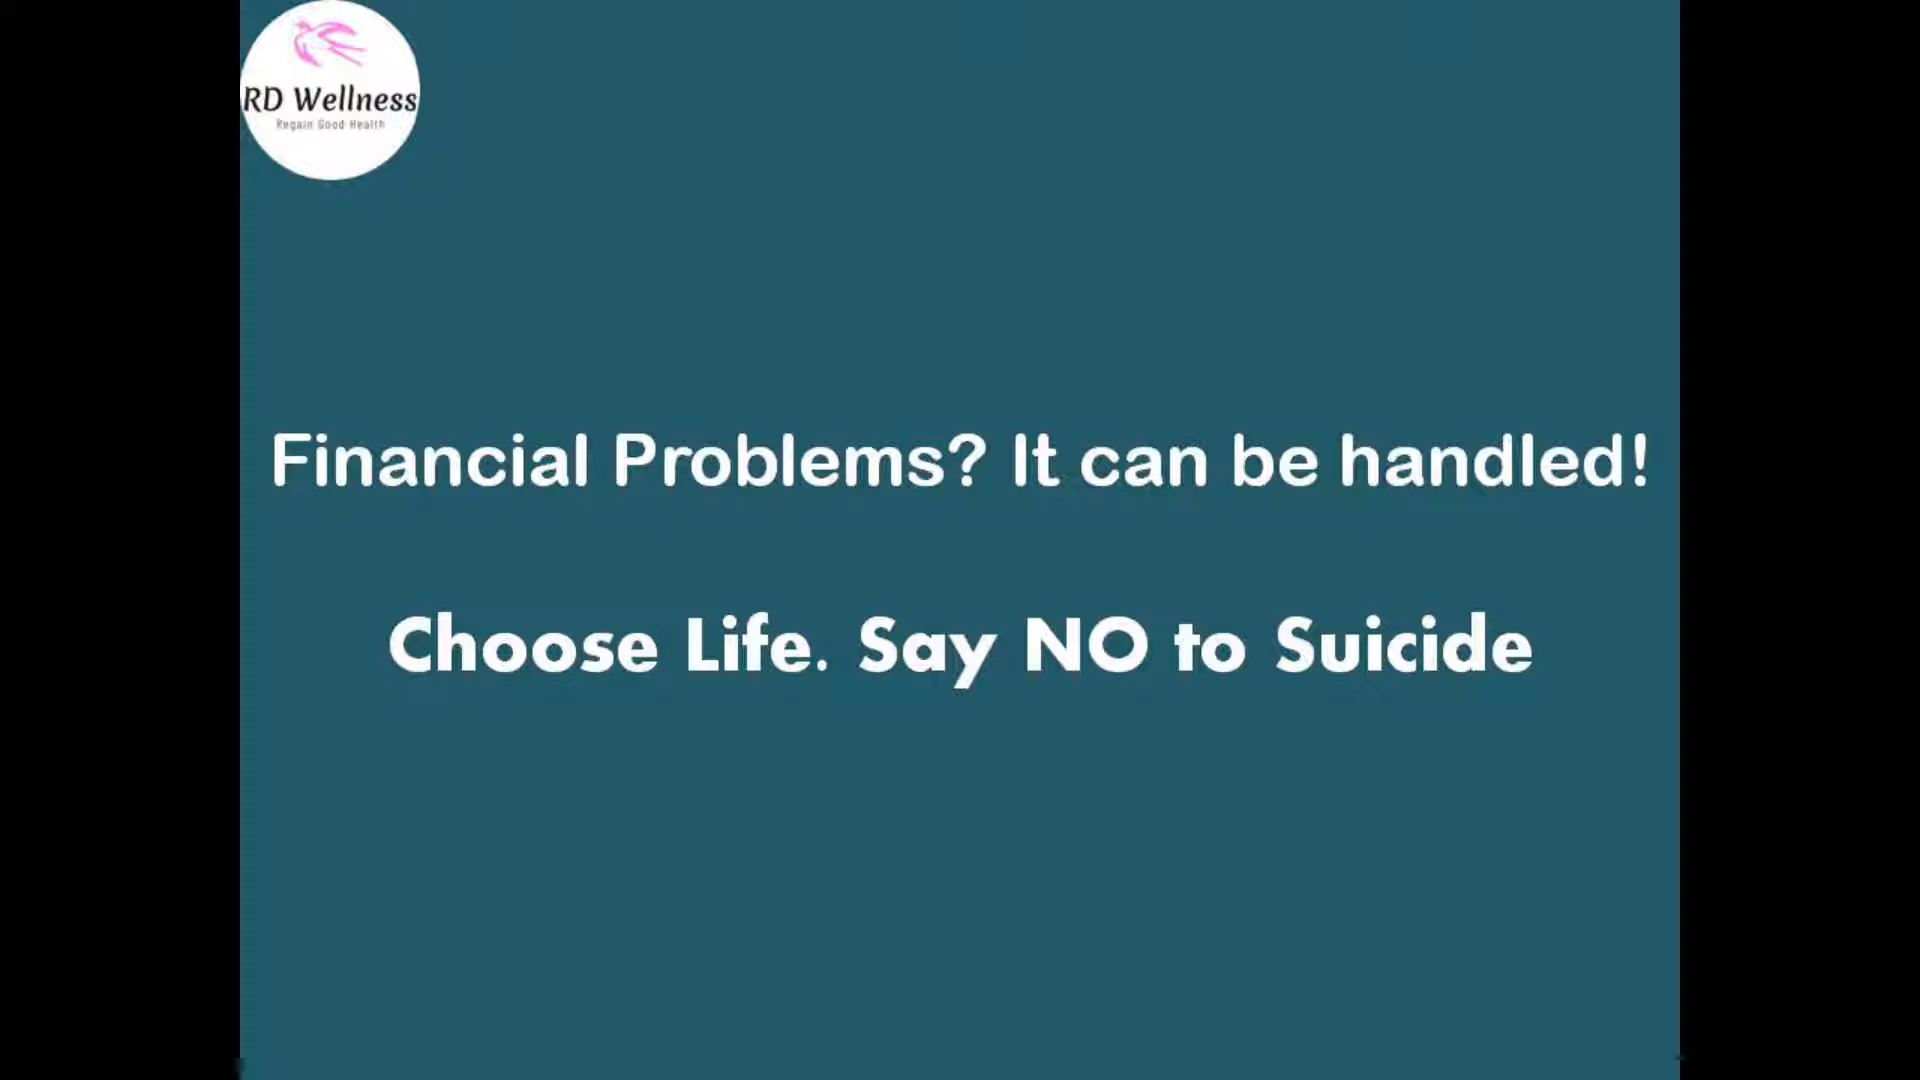 RD Wellness
Regain Good Health
Financial Problems? It can be handled!
Choose Life. Say NO to Suicide